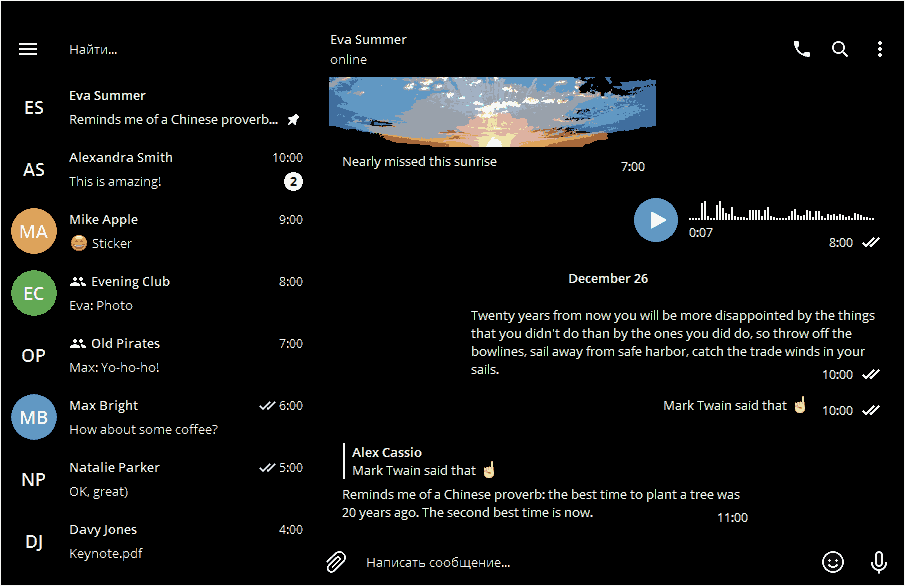 Найти...
ES
Eva Summer
Reminds me of a Chinese proverb...
AS
Alexandra Smith
10:00
This is amazing!
2
MA
Mike Apple
9:00
Sticker
EC
Evening Club
8:00
Eva: Photo
OP
Old Pirates
7:00
Max: Yo-ho-ho!
MB
Max Bright
6:00
How about some coffee?
NP
Natalie Parker
5:00
OK, great)
DJ
Davy Jones
4:00
Keynote.pdf
Eva Summer
online
Nearly missed this sunrise
7:00
0:07
8:00
December 26
Twenty years from now you will be more disappointed by the things
that you didn't do than by the ones you did do, so throw off the
bowlines, sail away from safe harbor, catch the trade winds in your
sails.
10:00
Mark Twain said that ☝🏻
10:00
Alex Cassio
Mark Twain said that ☝🏻
Reminds me of a Chinese proverb: the best time to plant a tree was
20 years ago. The second best time is now.
11:00
Написать сообщение...